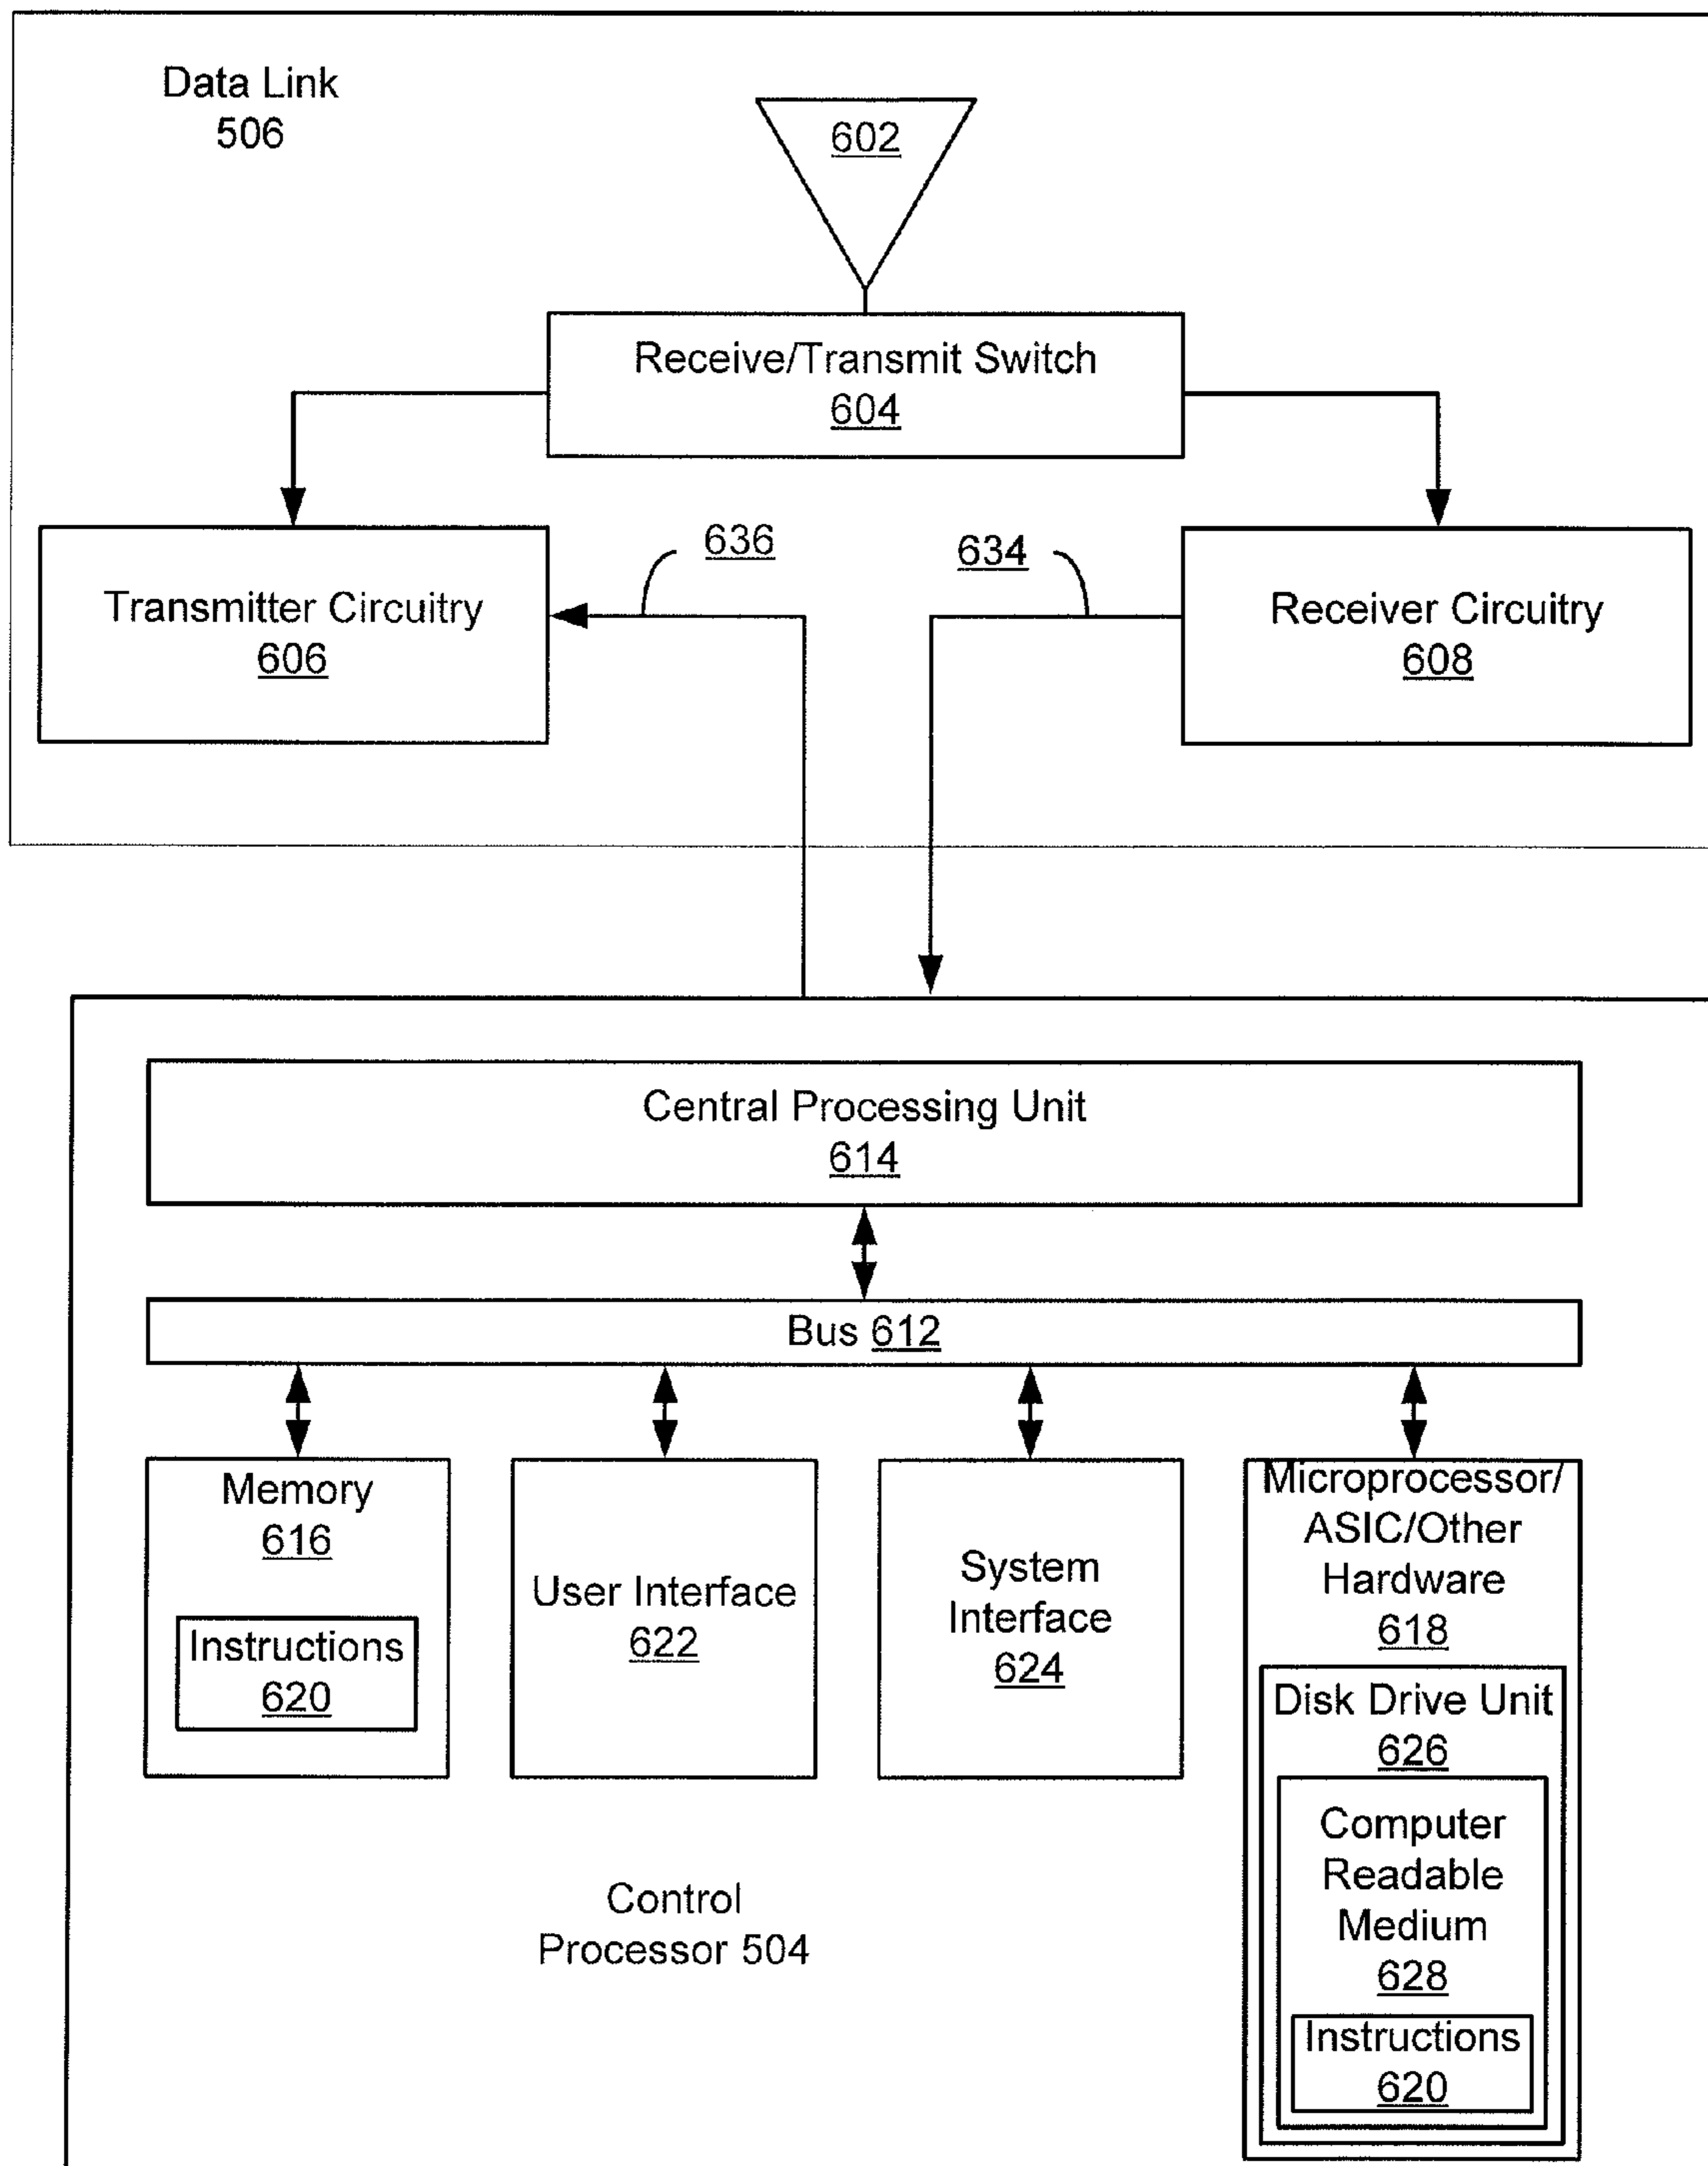 Data Link
506
602
Receive/Transmit Switch
604
636
634
Transmitter Circuitry
606
Receiver Circuitry
608
Central Processing Unit
614
Bus 612
Memory
616
Instructions
620
User Interface
622
System
Interface
624
Microprocessor/
ASIC/Other
Hardware
618
Disk Drive Unit
626
Computer
Readable
Medium
628
Instructions
620
Control
Processor 504